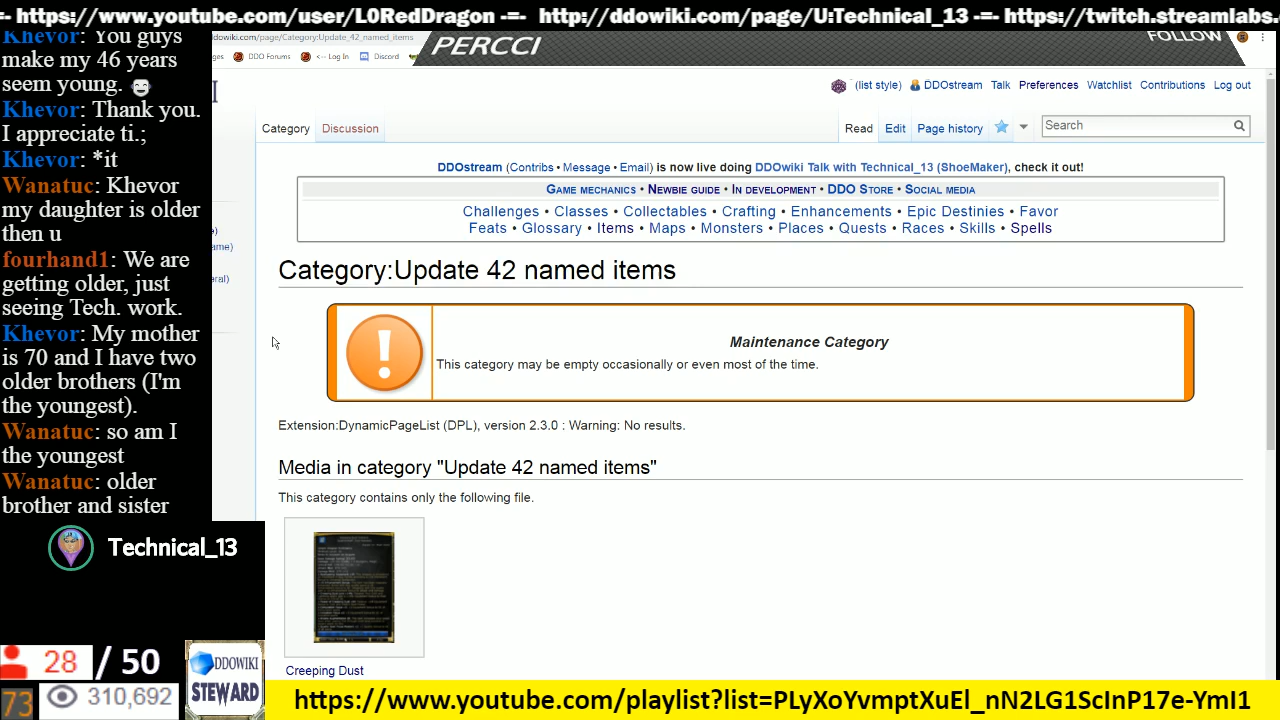 =- https://www.youtube.com/user/L0RedDragon -=- http://ddowiki.com/page/U:Technical_13 -=- https://twitch.streamlabs.c
Khevor: You guys
make my 46 years
seem young.
Khevor: Thank you.
I appreciate ti.;
Khevor: *it
Wanatuc: Khevor
my daughter is older
then u
fourhand1: We are
getting older, just
seeing Tech. work.
Khevor: My mother
is 70 and I have two
older brothers (I'm
the youngest).
Wanatuc: so am I
the youngest
Wanatuc: older
brother and sister
Technical_13
28 / 50
73
310,692
DDOWIKI
STEWARD
.com/page/Category:Update_42_named_items
PERCCI
FOLLOW
ges DDO Forums <-- Log In Discord
(list style) DDOstream Talk Preferences Watchlist Contributions Log out
Category Discussion Read Edit Page history Search
DDOstream (Contribs • Message • Email) is now live doing DDOwiki Talk with Technical_13 (ShoeMaker), check it out!
Game mechanics • Newbie guide • In development • DDO Store • Social media
Challenges • Classes • Collectables • Crafting • Enhancements • Epic Destinies • Favor
Feats • Glossary • Items • Maps • Monsters • Places • Quests • Races • Skills • Spells
Category:Update 42 named items
Maintenance Category
This category may be empty occasionally or even most of the time.
Extension:DynamicPageList (DPL), version 2.3.0 : Warning: No results.
Media in category "Update 42 named items"
This category contains only the following file.
Creeping Dust
https://www.youtube.com/playlist?list=PLyXoYvmptXuEl_nN2LG1ScInP17e-YmI1